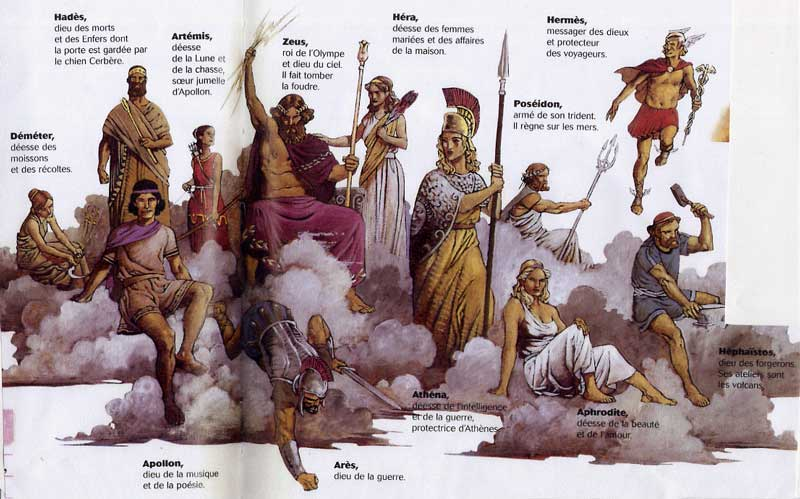 Hadès,
dieu des morts
et des Enfers dont
la porte est gardée par
le chien Cerbère.
Artémis,
déesse
de la Lune et
de la chasse,
sœur jumelle
d'Apollon.
Zeus,
roi de l'Olympe
et dieu du ciel.
Il fait tomber
la foudre.
Héra,
déesse des femmes
mariées et des affaires
de la maison.
Hermès,
messager des dieux
et protecteur
des voyageurs.
Déméter,
déesse des
moissons
et des récoltes.
Poséidon,
armé de son trident.
Il règne sur les mers.
Héphaïstos,
dieu des forgerons.
Ses ateliers sont
les volcans.
Athéna,
déesse de l'intelligence
et de la guerre,
protectrice d'Athènes.
Aphrodite,
déesse de la beauté
et de l'amour.
Apollon,
dieu de la musique
et de la poésie.
Arès,
dieu de la guerre.